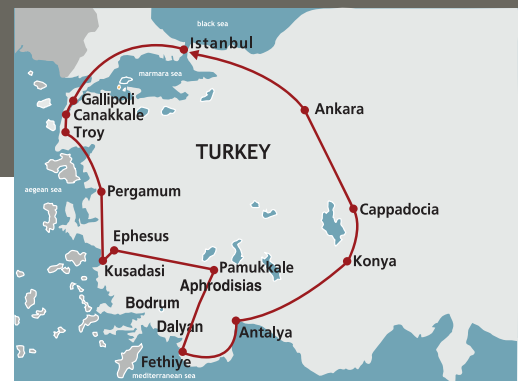 black sea
Istanbul
marmara sea
Gallipoli
Canakkale
Troy
Ankara
TURKEY
aegean sea
Pergamum
Cappadocia
Ephesus
Kusadasi
Pamukkale
Konya
Aphrodisias
Bodrum
Dalyan
Antalya
Fethiye
mediterranean sea